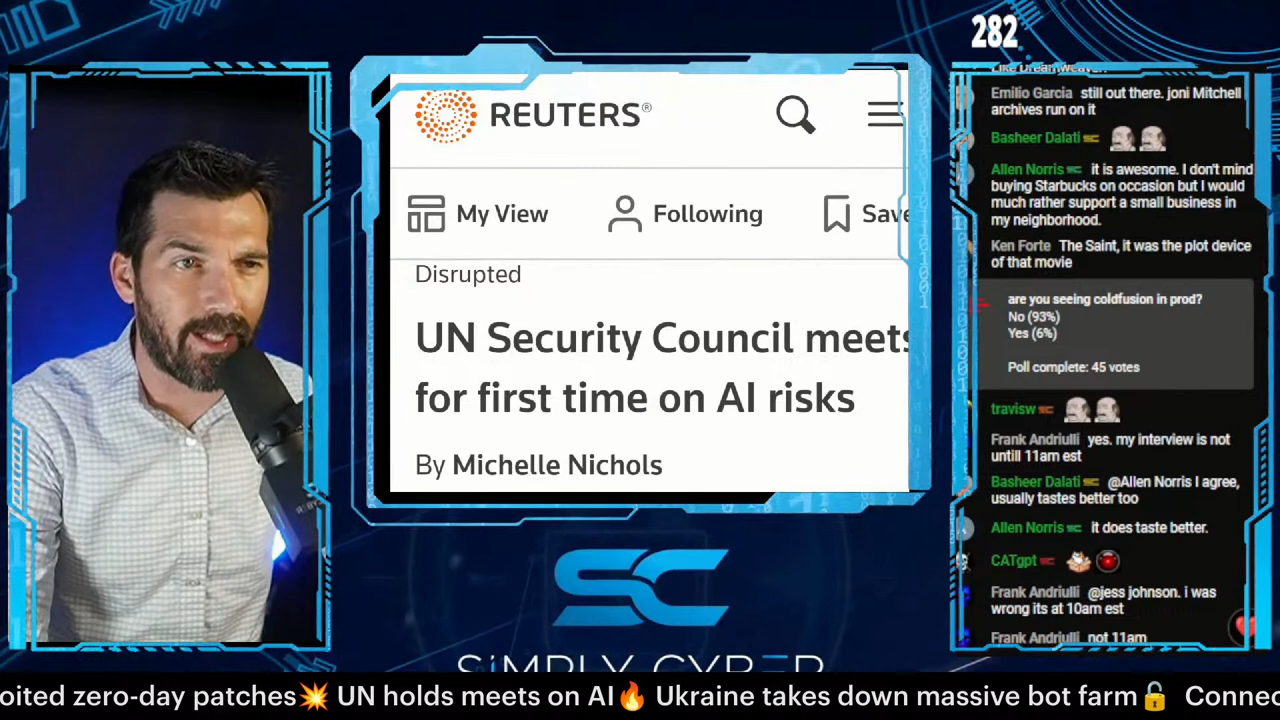 282
Like Dreamweaver.
Emilio Garcia still out there. joni Mitchell
archives run on it
Basheer Dalati
Allen Norris it is awesome. I don't mind
buying Starbucks on occasion but I would
much rather support a small business in
my neighborhood.
Ken Forte The Saint, it was the plot device
of that movie
are you seeing coldfusion in prod?
No (93%)
Yes (6%)
Poll complete: 45 votes
travisw
Frank Andriulli yes. my interview is not
untill 11am est
Basheer Dalati @Allen Norris I agree,
usually tastes better too
Allen Norris it does taste better.
CATgpt
Frank Andriulli @jess johnson. i was
wrong its at 10am est
Frank Andriulli not 11am
REUTERS®
My View
Following
Save
Disrupted
UN Security Council meets
for first time on AI risks
By Michelle Nichols
SC
SIMPLY CYBER
oited zero-day patches💥 UN holds meets on AI🔥 Ukraine takes down massive bot farm🔓 Connec